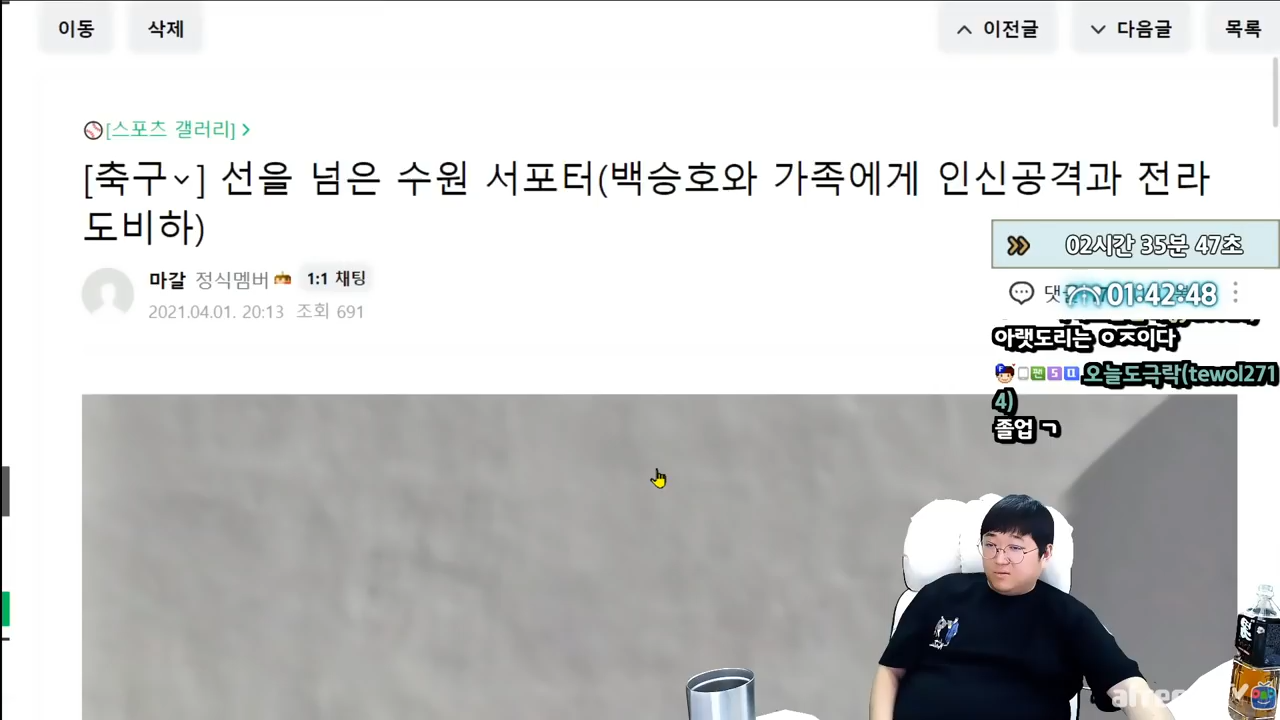 이동 삭제 이전글 다음글 목록
[스포츠 갤러리]
[축구] 선을 넘은 수원 서포터(백승호와 가족에게 인신공격과 전라
도비하)
02시간 35분 47초
마갈 정식멤버 1:1 채팅
01:42:48
2021.04.01. 20:13 조회 691
아랫도리는 ㅇㅈ이다
오늘도극락(tewol271
4)
졸업 ㄱ